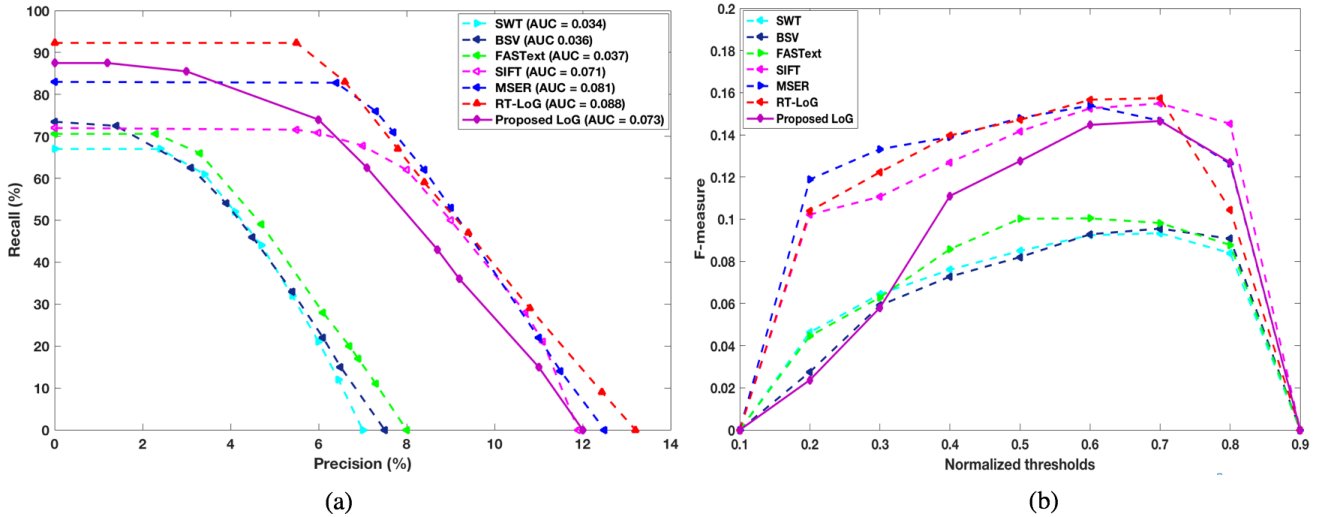 100
90
80
70
60
50
40
30
20
10
0
0 2 4 6 8 10 12 14
Recall (%)
Precision (%)
SWT (AUC = 0.034)
BSV (AUC 0.036)
FASText (AUC = 0.037)
SIFT (AUC = 0.071)
MSER (AUC = 0.081)
RT-LoG (AUC = 0.088)
Proposed LoG (AUC = 0.073)
(a)
0.2
0.18
0.16
0.14
0.12
0.1
0.08
0.06
0.04
0.02
0
0.1 0.2 0.3 0.4 0.5 0.6 0.7 0.8 0.9
F-measure
Normalized thresholds
SWT
BSV
FASText
SIFT
MSER
RT-LoG
Proposed LoG
(b)